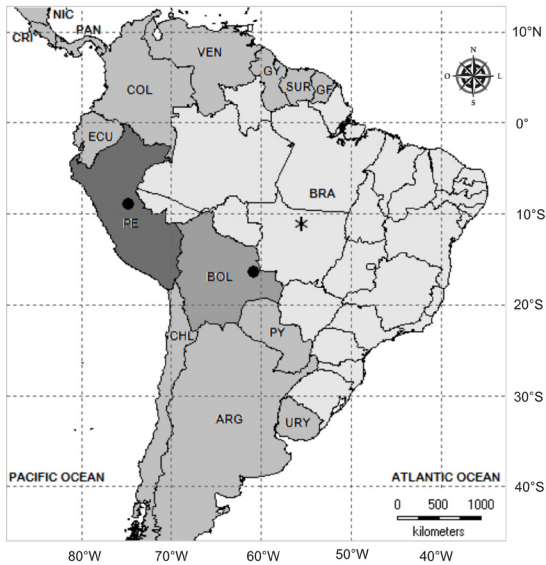 NIC
CRI
PAN
10°N
VEN
N
GY
COL
SUR
GF
O
L
S
ECU
0°
BRA
PE
10°S
BOL
20°S
CHL
PY
30°S
ARG
URY
PACIFIC OCEAN
ATLANTIC OCEAN
40°S
0 500 1000
kilometers
80°W 70°W 60°W 50°W 40°W